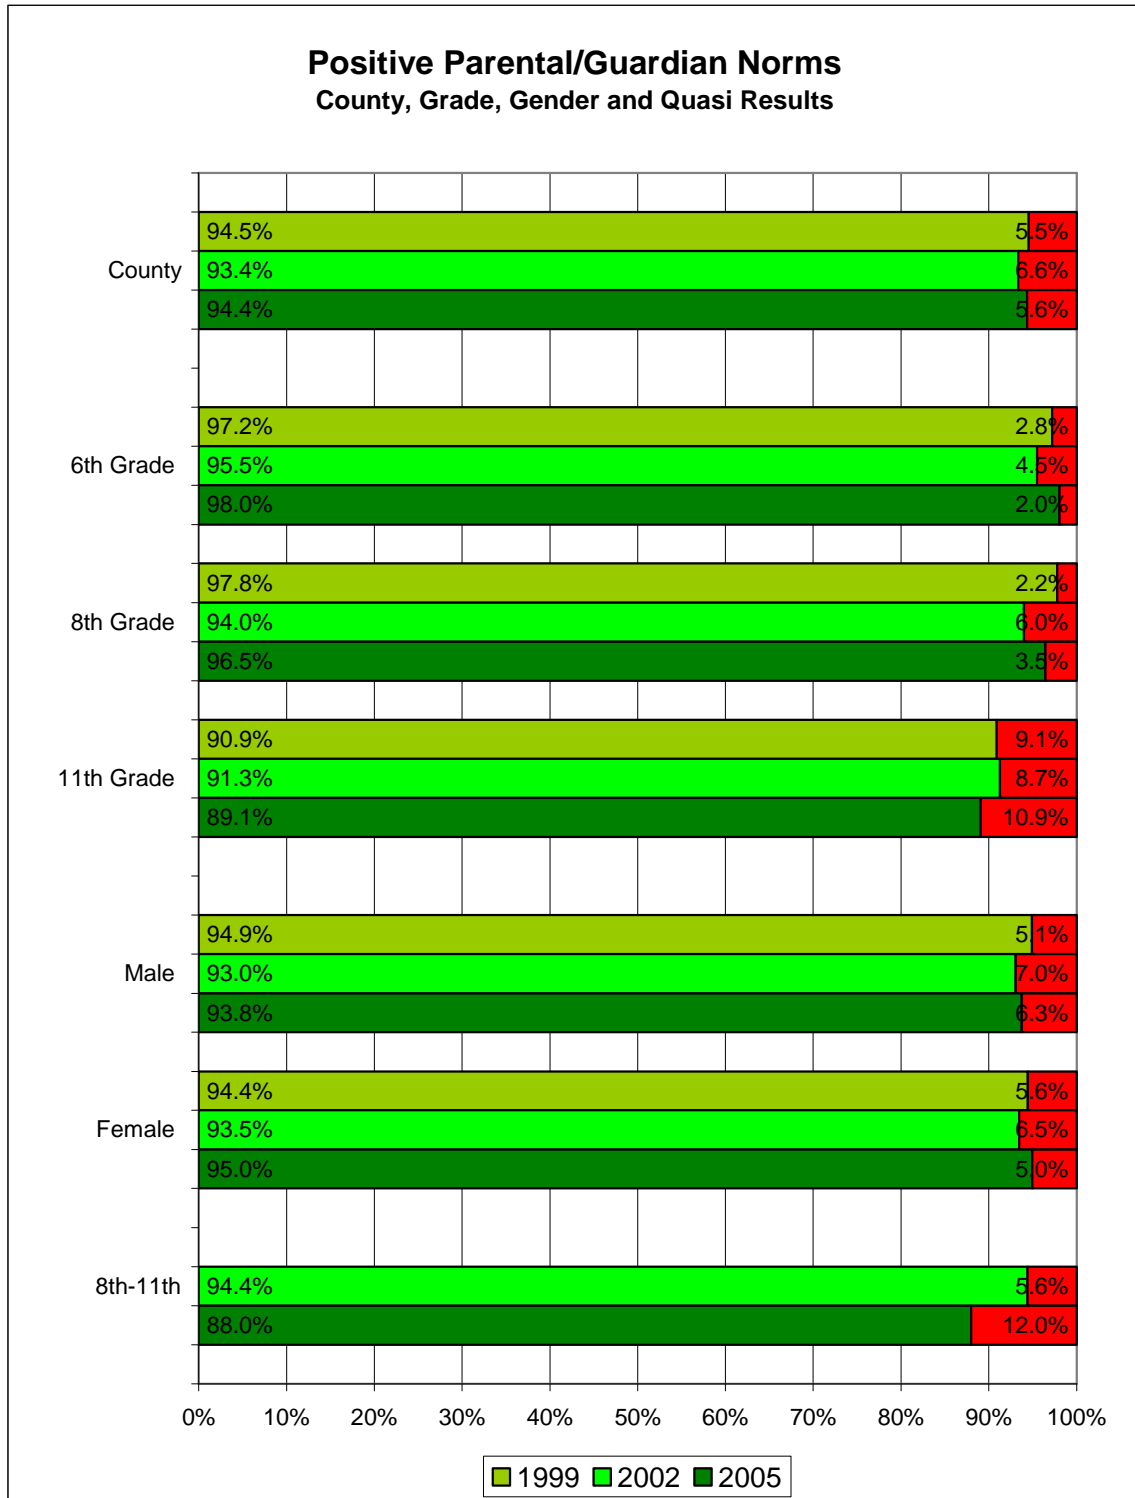 Positive Parental/Guardian Norms
County, Grade, Gender and Quasi Results
94.5% 5.5%
County 93.4% 6.6%
94.4% 5.6%
97.2% 2.8%
6th Grade 95.5% 4.5%
98.0% 2.0%
97.8% 2.2%
8th Grade 94.0% 6.0%
96.5% 3.5%
90.9% 9.1%
11th Grade 91.3% 8.7%
89.1% 10.9%
94.9% 5.1%
Male 93.0% 7.0%
93.8% 6.3%
94.4% 5.6%
Female 93.5% 6.5%
95.0% 5.0%
8th-11th 94.4% 5.6%
88.0% 12.0%
0% 10% 20% 30% 40% 50% 60% 70% 80% 90% 100%
1999 2002 2005